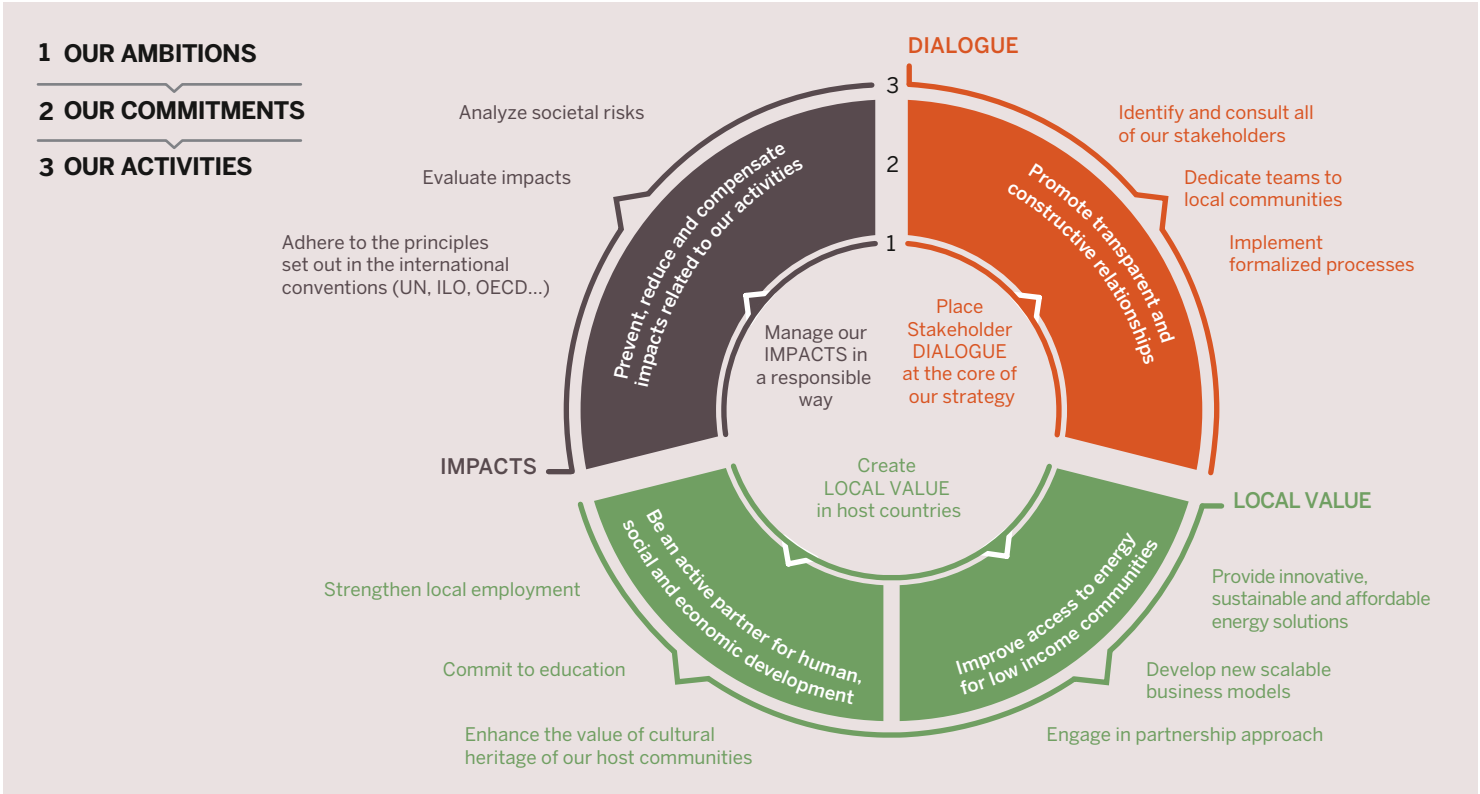 1 OUR AMBITIONS
2 OUR COMMITMENTS
3 OUR ACTIVITIES
DIALOGUE
3
2
1
Identify and consult all
of our stakeholders
Dedicate teams to
local communities
Implement
formalized processes
Promote transparent and
constructive relationships
Place
Stakeholder
DIALOGUE
at the core of
our strategy
Analyze societal risks
Evaluate impacts
Adhere to the principles
set out in the international
conventions (UN, ILO, OECD...)
Prevent, reduce and compensate
impacts related to our activities
Manage our
IMPACTS in
a responsible
way
IMPACTS
Create
LOCAL VALUE
in host countries
LOCAL VALUE
Be an active partner for human,
social and economic development
Strengthen local employment
Commit to education
Enhance the value of cultural
heritage of our host communities
Improve access to energy
for low income communities
Provide innovative,
sustainable and affordable
energy solutions
Develop new scalable
business models
Engage in partnership approach